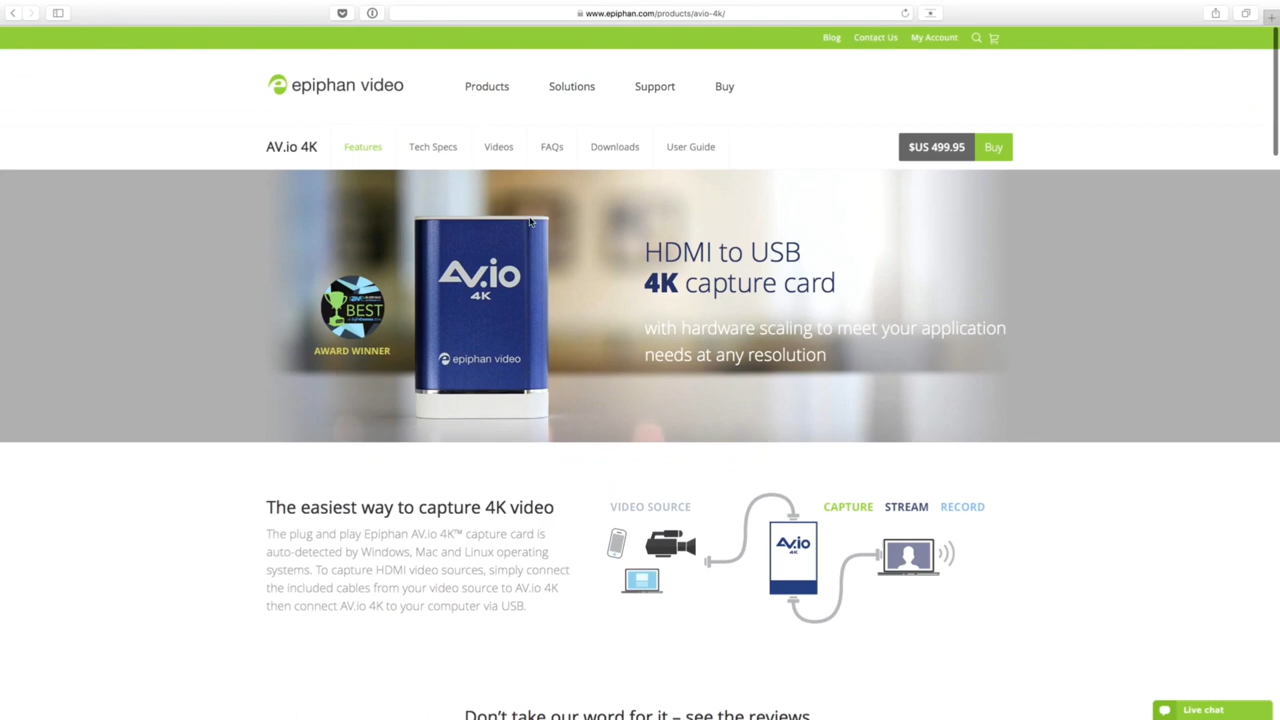 www.epiphan.com/products/avio-4k/
Blog Contact Us My Account
epiphan video Products Solutions Support Buy
AV.io 4K Features Tech Specs Videos FAQs Downloads User Guide $US 499.95 Buy
BEST
AWARD WINNER
AV.io
4K
epiphan video
HDMI to USB
4K capture card
with hardware scaling to meet your application
needs at any resolution
The easiest way to capture 4K video
The plug and play Epiphan AV.io 4K™ capture card is
auto-detected by Windows, Mac and Linux operating
systems. To capture HDMI video sources, simply connect
the included cables from your video source to AV.io 4K
then connect AV.io 4K to your computer via USB.
VIDEO SOURCE CAPTURE STREAM RECORD
AV.io
4K
Don't take our word for it – see the reviews
Live chat